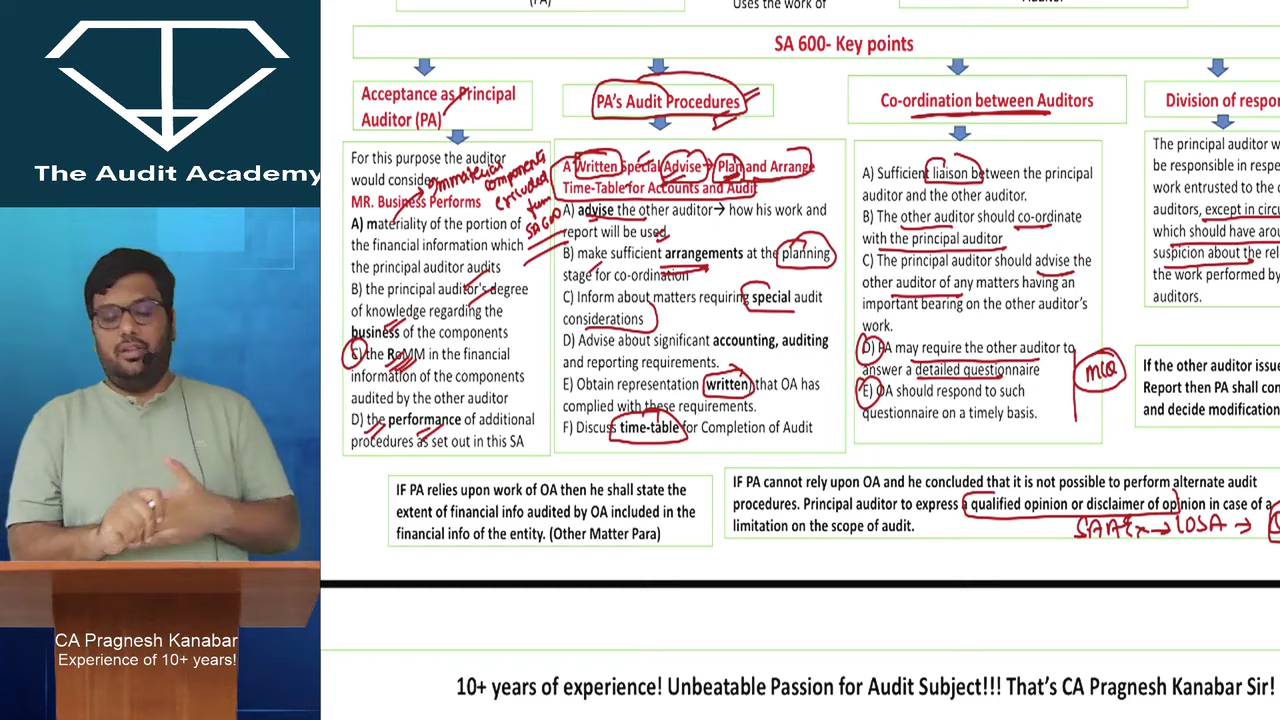 The Audit Academy
CA Pragnesh Kanabar
Experience of 10+ years!
(PA)
Uses the work of
Auditor
SA 600- Key points
Acceptance as Principal
Auditor (PA)
For this purpose the auditor
would consider
MR. Business Performs
A) materiality of the portion of
the financial information which
the principal auditor audits
B) the principal auditor's degree
of knowledge regarding the
business of the components
C) the RoMM in the financial
information of the components
audited by the other auditor
D) the performance of additional
procedures as set out in this SA
immaterial
components
excluded
from
SA 600
PA's Audit Procedures
A Written Special Advise → Plan and Arrange
Time-Table for Accounts and Audit
A) advise the other auditor→ how his work and
report will be used.
B) make sufficient arrangements at the planning
stage for co-ordination
C) Inform about matters requiring special audit
considerations
D) Advise about significant accounting, auditing
and reporting requirements.
E) Obtain representation written that OA has
complied with these requirements.
F) Discuss time-table for Completion of Audit
Co-ordination between Auditors
A) Sufficient liaison between the principal
auditor and the other auditor.
B) The other auditor should co-ordinate
with the principal auditor
C) The principal auditor should advise the
other auditor of any matters having an
important bearing on the other auditor's
work.
D) PA may require the other auditor to
answer a detailed questionnaire
E) OA should respond to such
questionnaire on a timely basis.
MCQ
Division of respon
The principal auditor w
be responsible in respe
work entrusted to the o
auditors, except in circu
which should have arou
suspicion about the reli
the work performed by
auditors.
If the other auditor issue
Report then PA shall con
and decide modification
IF PA relies upon work of OA then he shall state the
extent of financial info audited by OA included in the
financial info of the entity. (Other Matter Para)
IF PA cannot rely upon OA and he concluded that it is not possible to perform alternate audit
procedures. Principal auditor to express a qualified opinion or disclaimer of opinion in case of a
limitation on the scope of audit.
10+ years of experience! Unbeatable Passion for Audit Subject!!! That's CA Pragnesh Kanabar Sir!